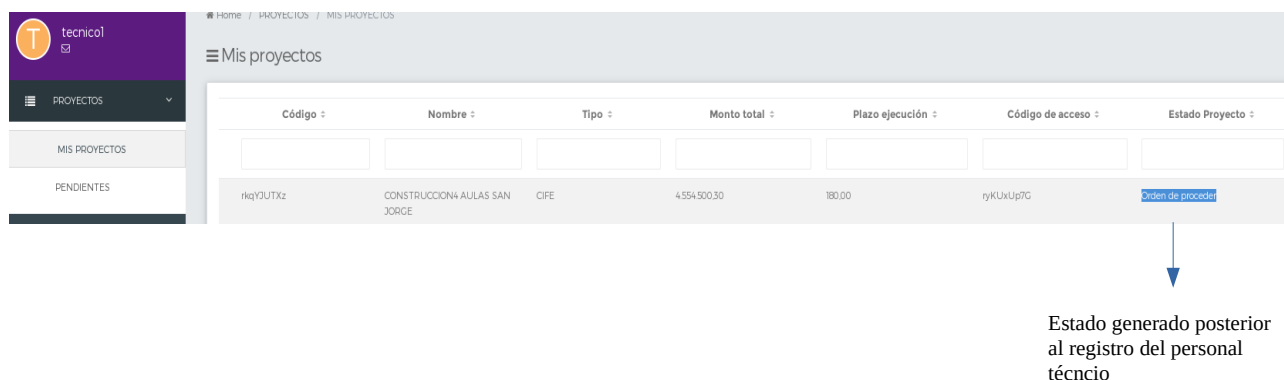 Home / PROYECTOS / MIS PROYECTOS
T tecnico1
Mis proyectos
PROYECTOS
Código Nombre Tipo Monto total Plazo ejecución Código de acceso Estado Proyecto
MIS PROYECTOS
PENDIENTES
rkqYJUTXz CONSTRUCCION4 AULAS SAN CIFE 4.554.500,30 180,00 ryKUxUp7G Orden de proceder
JORGE
Estado generado posterior
al registro del personal
técncio